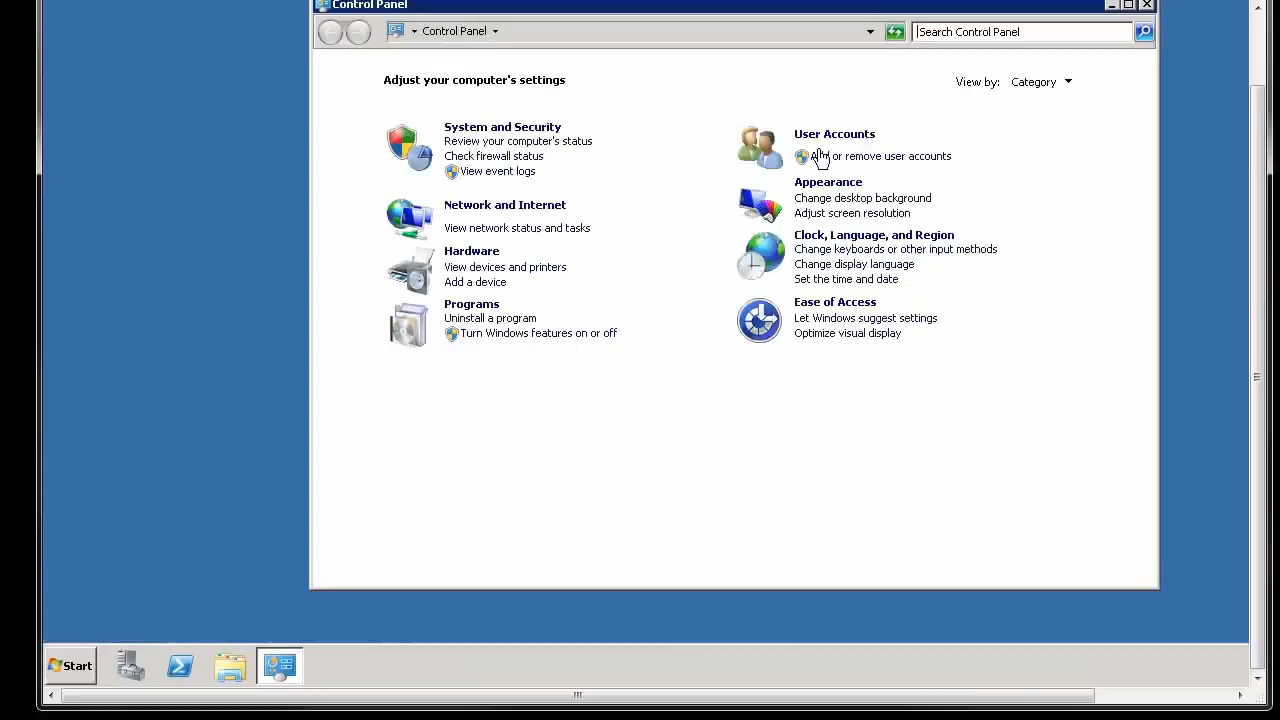 Control Panel
Control Panel
Search Control Panel
Adjust your computer's settings
View by: Category
System and Security
Review your computer's status
Check firewall status
View event logs
Network and Internet
View network status and tasks
Hardware
View devices and printers
Add a device
Programs
Uninstall a program
Turn Windows features on or off
User Accounts
or remove user accounts
Appearance
Change desktop background
Adjust screen resolution
Clock, Language, and Region
Change keyboards or other input methods
Change display language
Set the time and date
Ease of Access
Let Windows suggest settings
Optimize visual display
Start